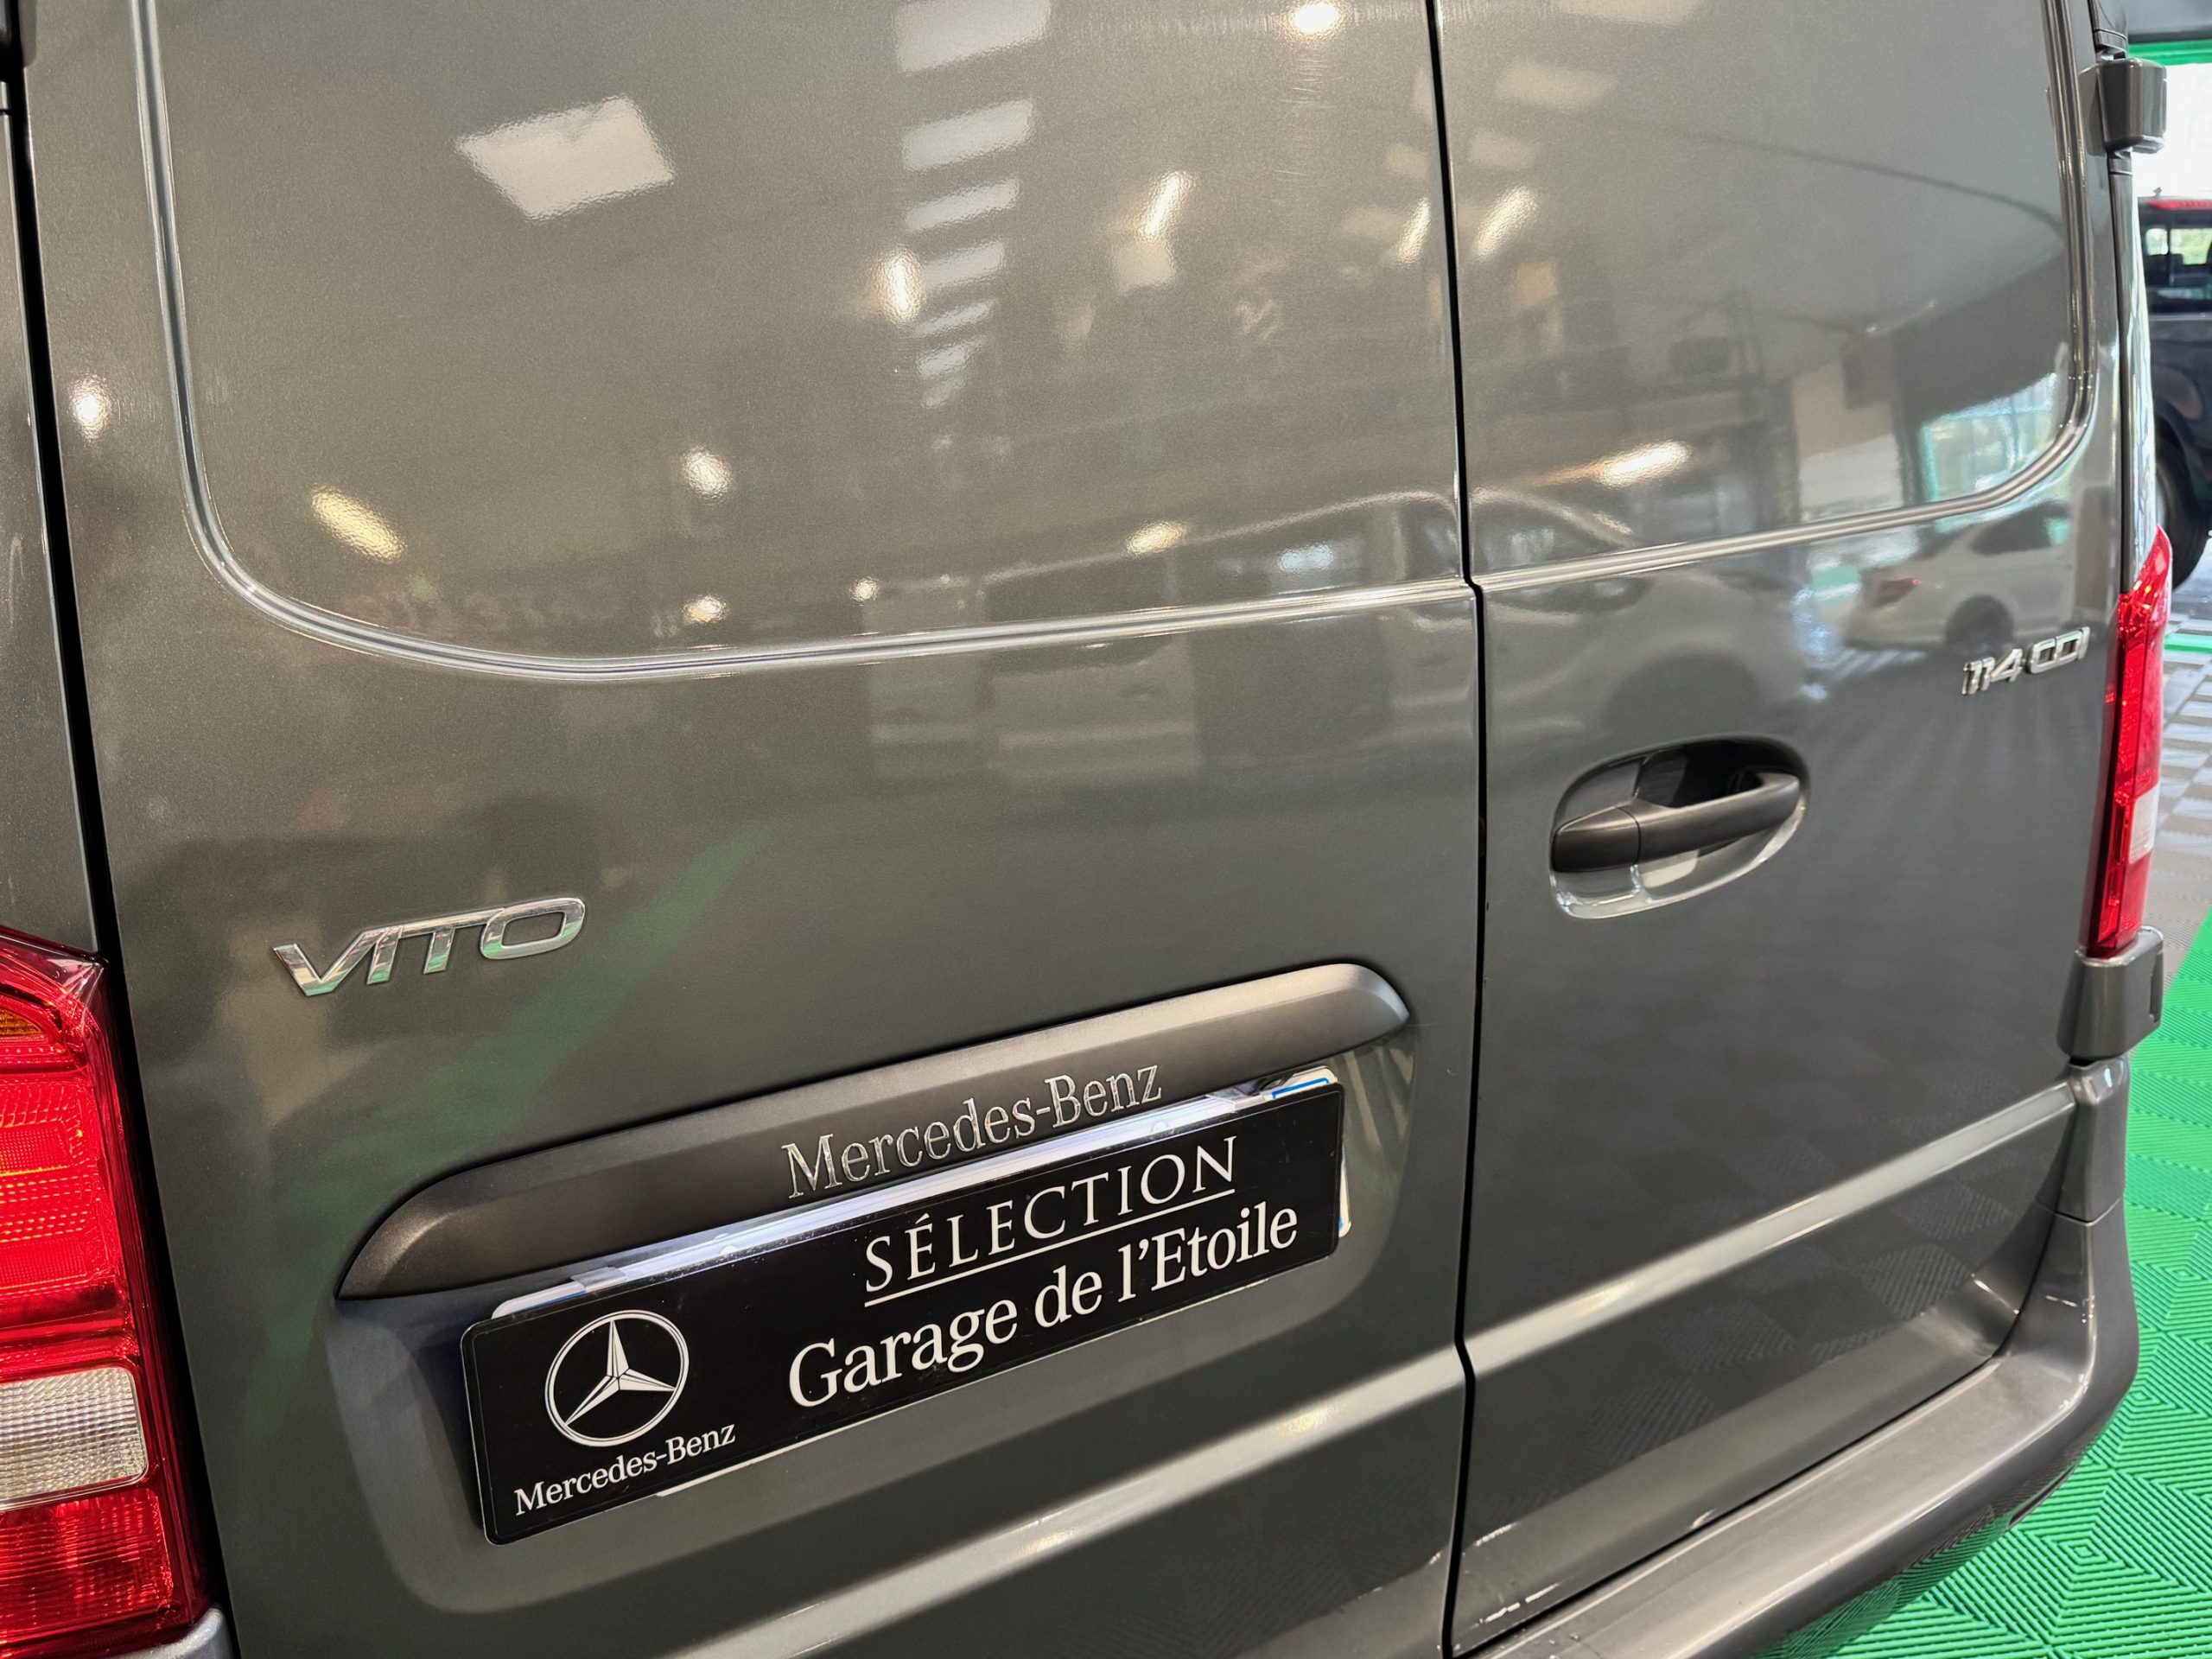 114 CDI
VITO
Mercedes-Benz
SÉLECTION
Garage de l'Etoile
Mercedes-Benz